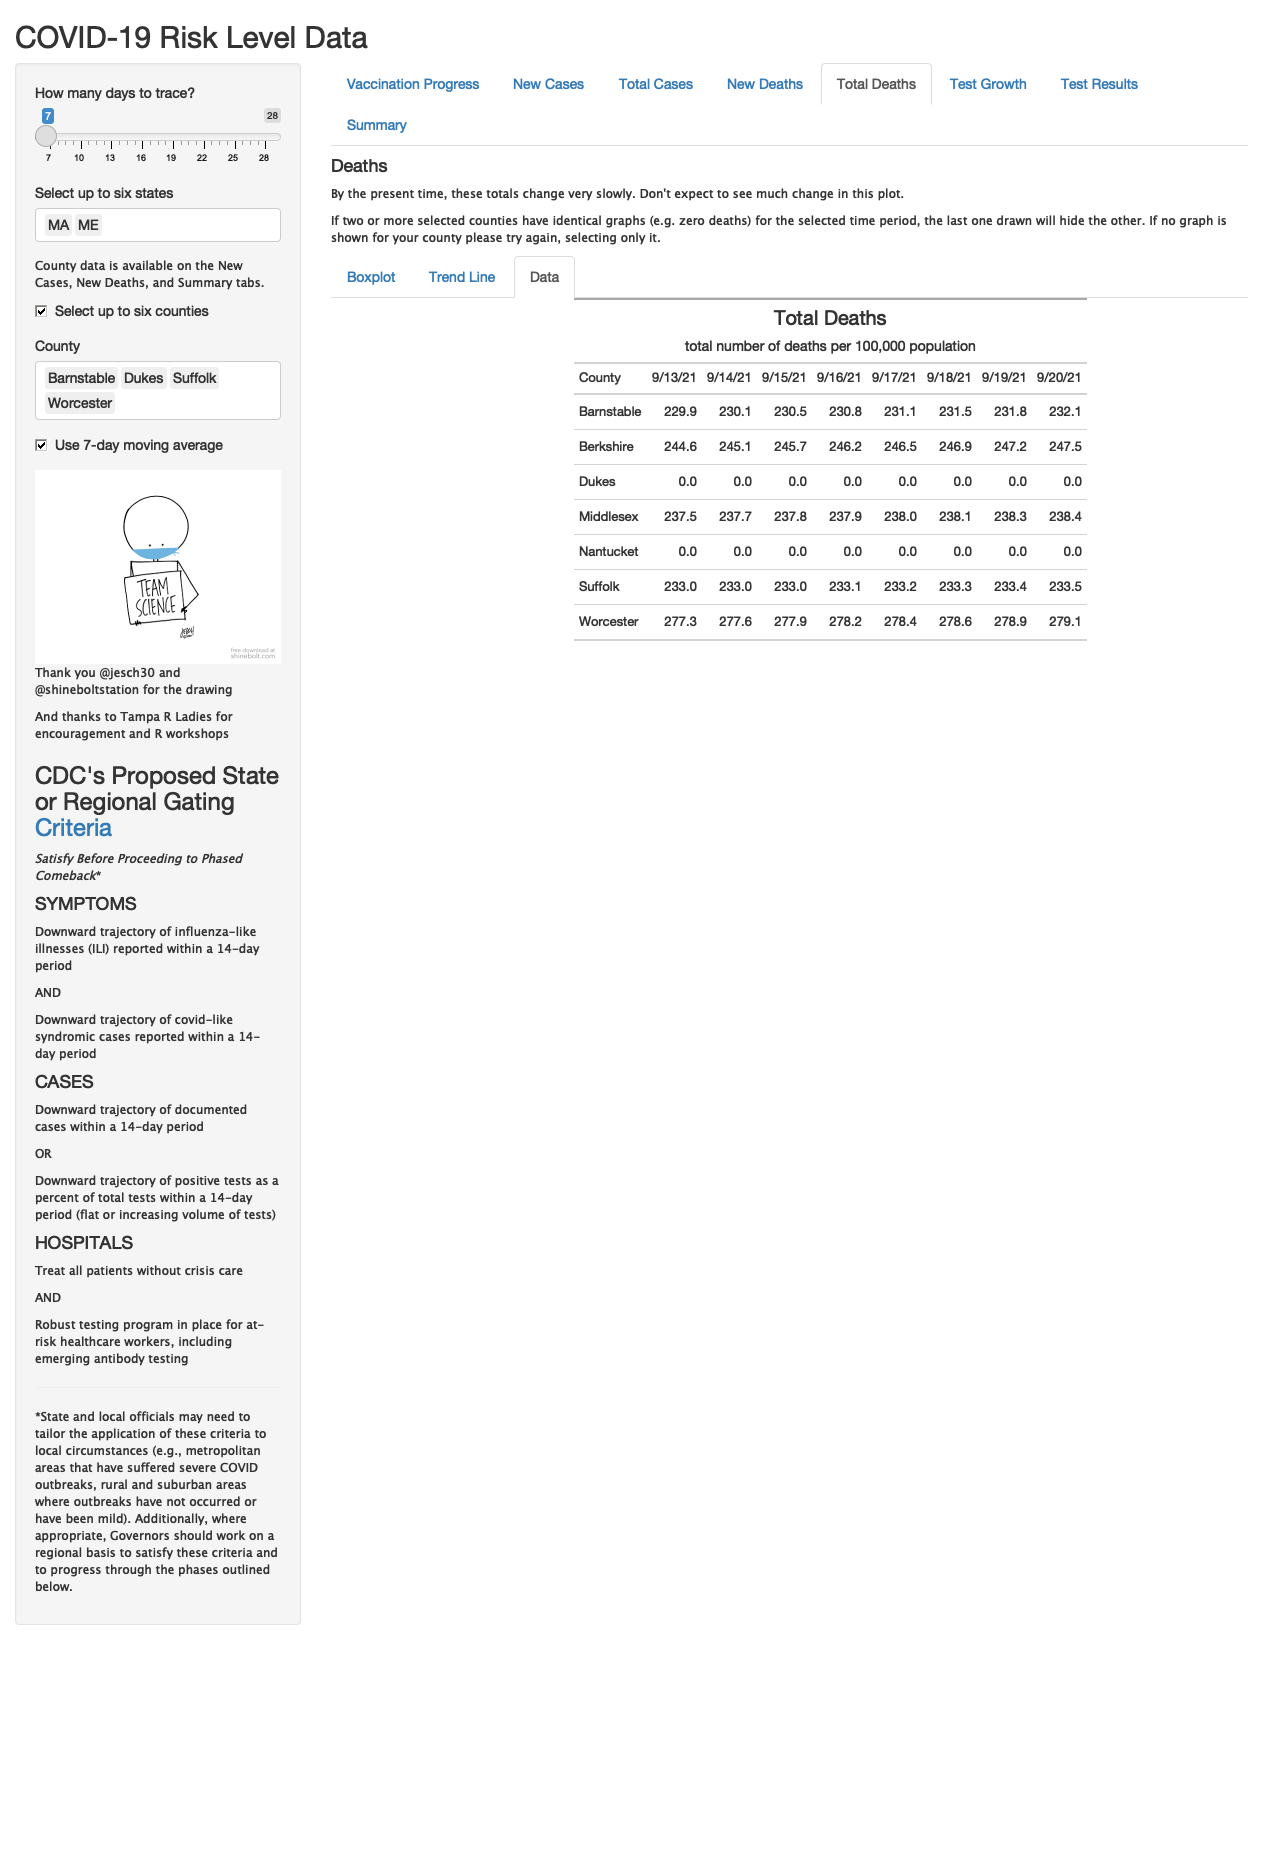 COVID-19 Risk Level Data
How many days to trace?
7 28
7 10 13 16 19 22 25 28
Select up to six states
MA ME
County data is available on the New
Cases, New Deaths, and Summary tabs.
Select up to six counties
County
Barnstable Dukes Suffolk
Worcester
Use 7-day moving average
TEAM
SCIENCE
free download at
shinebolt.com
Thank you @jesch30 and
@shineboltstation for the drawing
And thanks to Tampa R Ladies for
encouragement and R workshops
CDC's Proposed State
or Regional Gating
Criteria
Satisfy Before Proceeding to Phased
Comeback*
SYMPTOMS
Downward trajectory of influenza-like
illnesses (ILI) reported within a 14-day
period
AND
Downward trajectory of covid-like
syndromic cases reported within a 14-
day period
CASES
Downward trajectory of documented
cases within a 14-day period
OR
Downward trajectory of positive tests as a
percent of total tests within a 14-day
period (flat or increasing volume of tests)
HOSPITALS
Treat all patients without crisis care
AND
Robust testing program in place for at-
risk healthcare workers, including
emerging antibody testing
*State and local officials may need to
tailor the application of these criteria to
local circumstances (e.g., metropolitan
areas that have suffered severe COVID
outbreaks, rural and suburban areas
where outbreaks have not occurred or
have been mild). Additionally, where
appropriate, Governors should work on a
regional basis to satisfy these criteria and
to progress through the phases outlined
below.
Vaccination Progress New Cases Total Cases New Deaths Total Deaths Test Growth Test Results
Summary
Deaths
By the present time, these totals change very slowly. Don't expect to see much change in this plot.
If two or more selected counties have identical graphs (e.g. zero deaths) for the selected time period, the last one drawn will hide the other. If no graph is
shown for your county please try again, selecting only it.
Boxplot Trend Line Data
Total Deaths
total number of deaths per 100,000 population
County 9/13/21 9/14/21 9/15/21 9/16/21 9/17/21 9/18/21 9/19/21 9/20/21
Barnstable 229.9 230.1 230.5 230.8 231.1 231.5 231.8 232.1
Berkshire 244.6 245.1 245.7 246.2 246.5 246.9 247.2 247.5
Dukes 0.0 0.0 0.0 0.0 0.0 0.0 0.0 0.0
Middlesex 237.5 237.7 237.8 237.9 238.0 238.1 238.3 238.4
Nantucket 0.0 0.0 0.0 0.0 0.0 0.0 0.0 0.0
Suffolk 233.0 233.0 233.0 233.1 233.2 233.3 233.4 233.5
Worcester 277.3 277.6 277.9 278.2 278.4 278.6 278.9 279.1